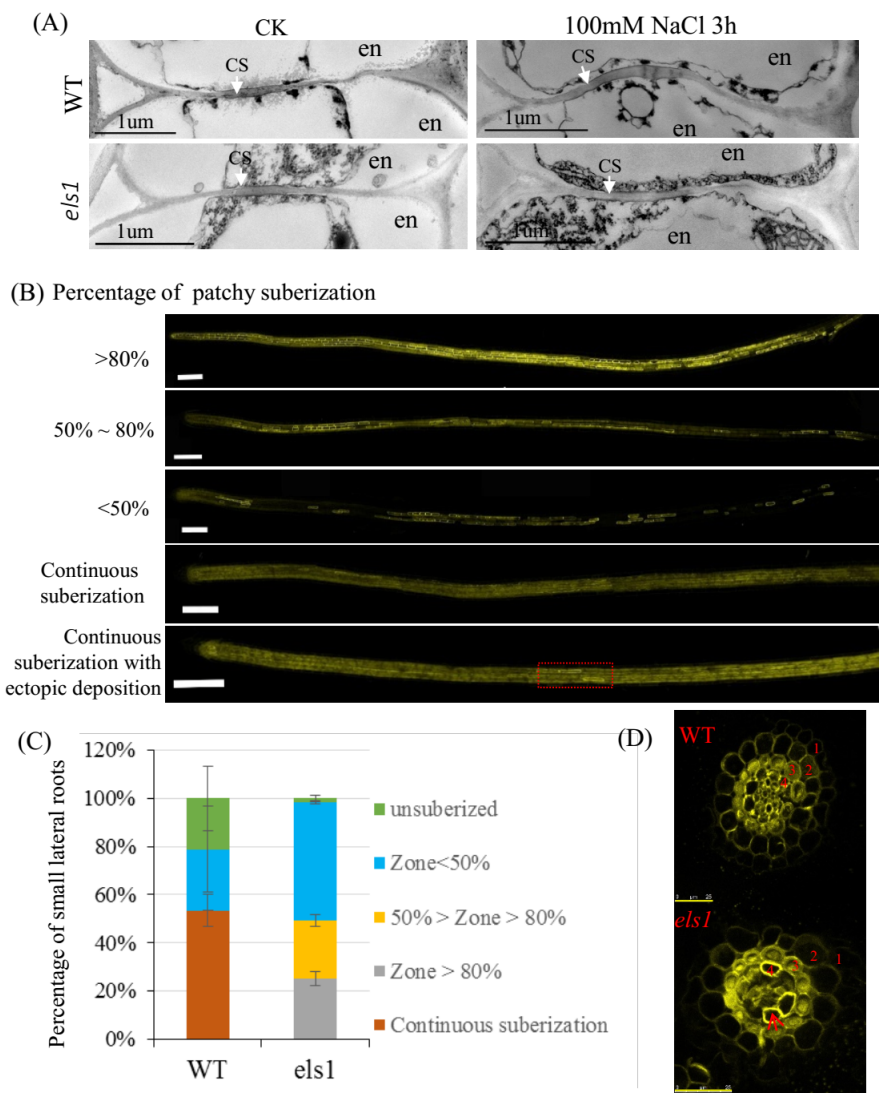 (A)
CK
100mM NaCl 3h
WT
CS
en
en
1um
CS
en
en
1um
els1
CS
en
en
1um
CS
en
en
1um
(B) Percentage of patchy suberization
>80%
50% ~ 80%
<50%
Continuous
suberization
Continuous
suberization with
ectopic deposition
(C)
Percentage of small lateral roots
120%
100%
80%
60%
40%
20%
0%
WT
els1
unsuberized
Zone<50%
50% > Zone > 80%
Zone > 80%
Continuous suberization
(D)
WT
1
2
3
µm 25
els1
1
2
3
25